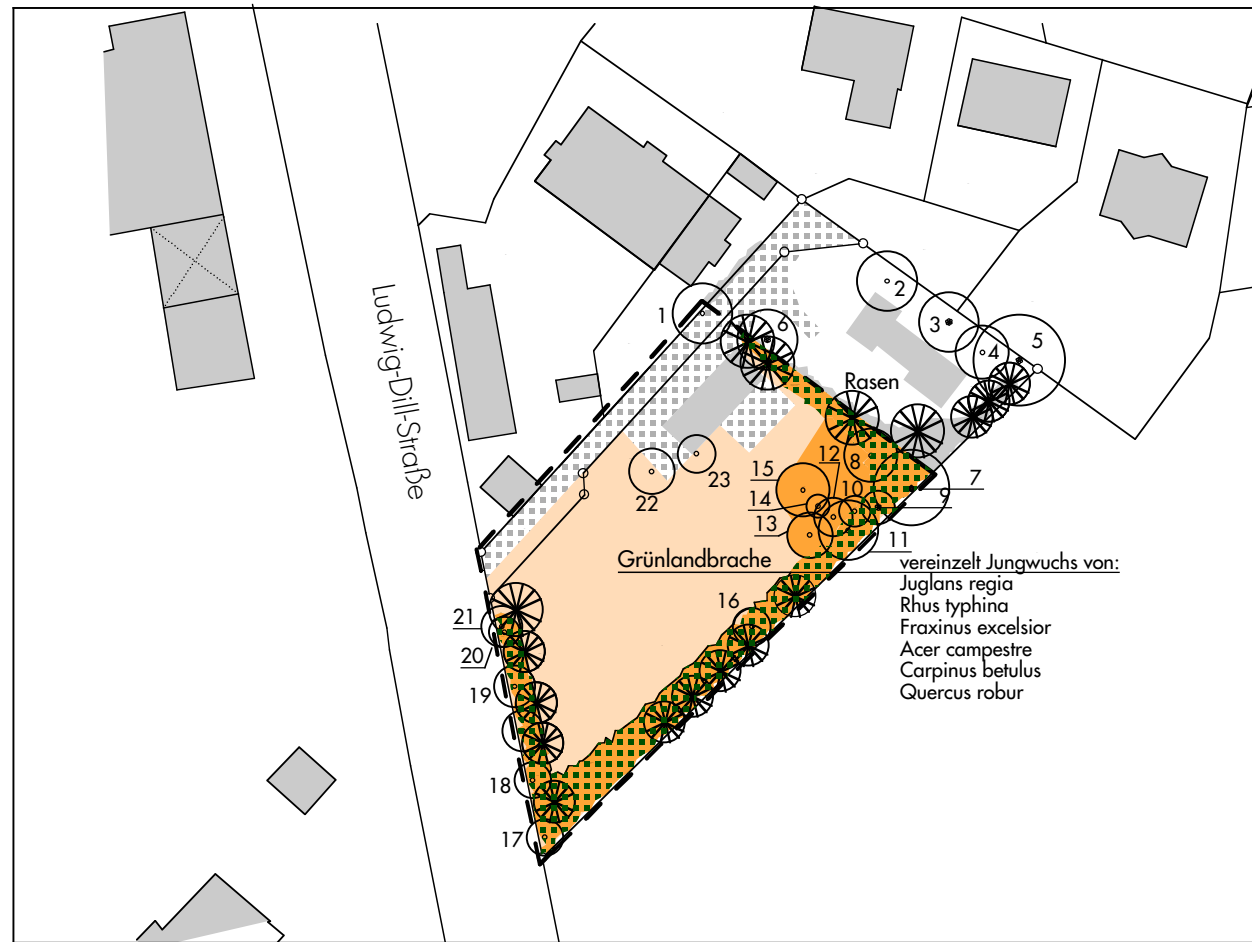 Ludwig-Dill-Straße
1
2
3
4
5
6
Rasen
7
8
9
10
11
12
13
14
15
23
22
Grünlandbrache
vereinzelt Jungwuchs von:
Juglans regia
Rhus typhina
Fraxinus excelsior
Acer campestre
Carpinus betulus
Quercus robur
16
21
20
19
18
17